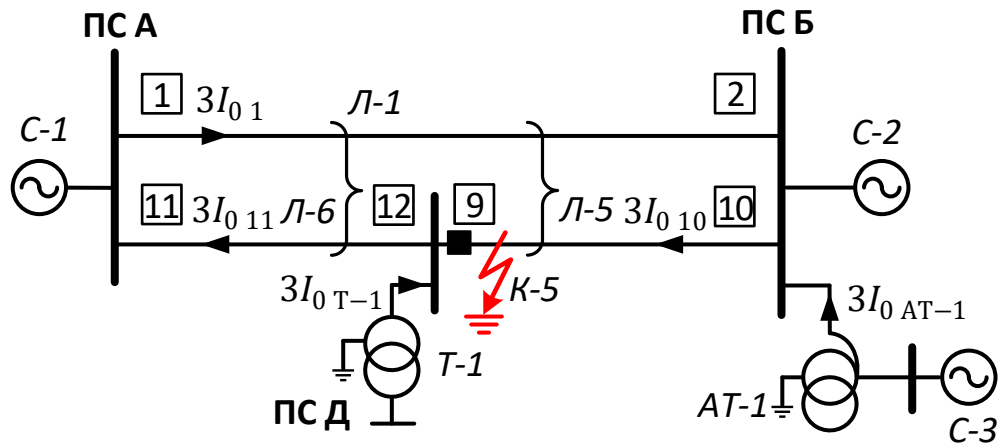 ПС А
ПС Б
1
3I₀ ₁
Л-1
2
С-1
С-2
11
3I₀ ₁₁
Л-6
12
9
Л-5
3I₀ ₁₀
10
3I₀ Т−1
К-5
3I₀ АТ−1
Т-1
ПС Д
АТ-1
С-3